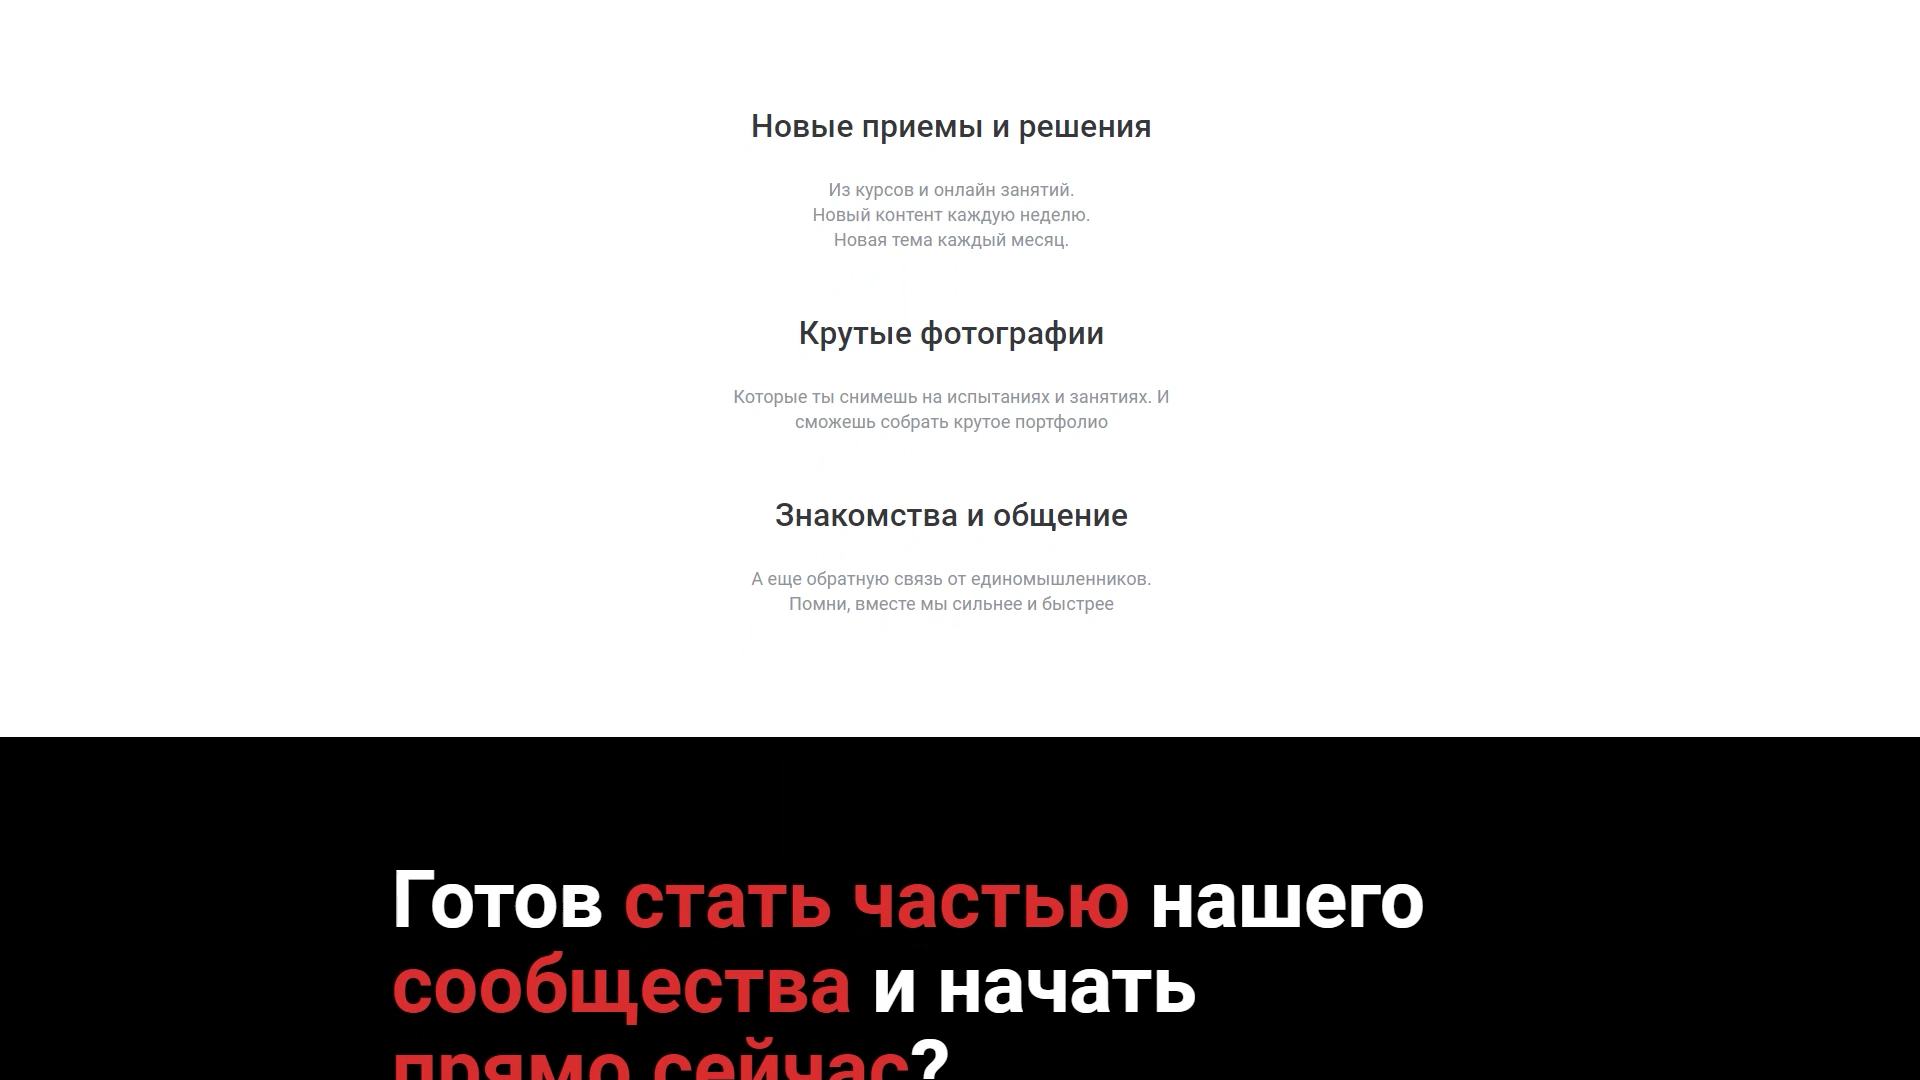 Новые приемы и решения
Из курсов и онлайн занятий.
Новый контент каждую неделю.
Новая тема каждый месяц.
Крутые фотографии
Которые ты снимешь на испытаниях и занятиях. И
сможешь собрать крутое портфолио
Знакомства и общение
А еще обратную связь от единомышленников.
Помни, вместе мы сильнее и быстрее
Готов стать частью нашего
сообщества и начать
прямо сейчас?